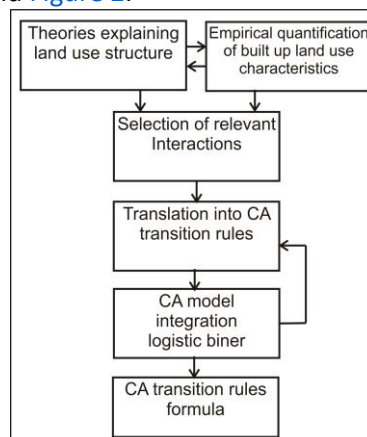 Figure 2.
Theories explaining
land use structure
Empirical quantification
of built up land use
characteristics
Selection of relevant
Interactions
Translation into CA
transition rules
CA model
integration
logistic biner
CA transition rules
formula